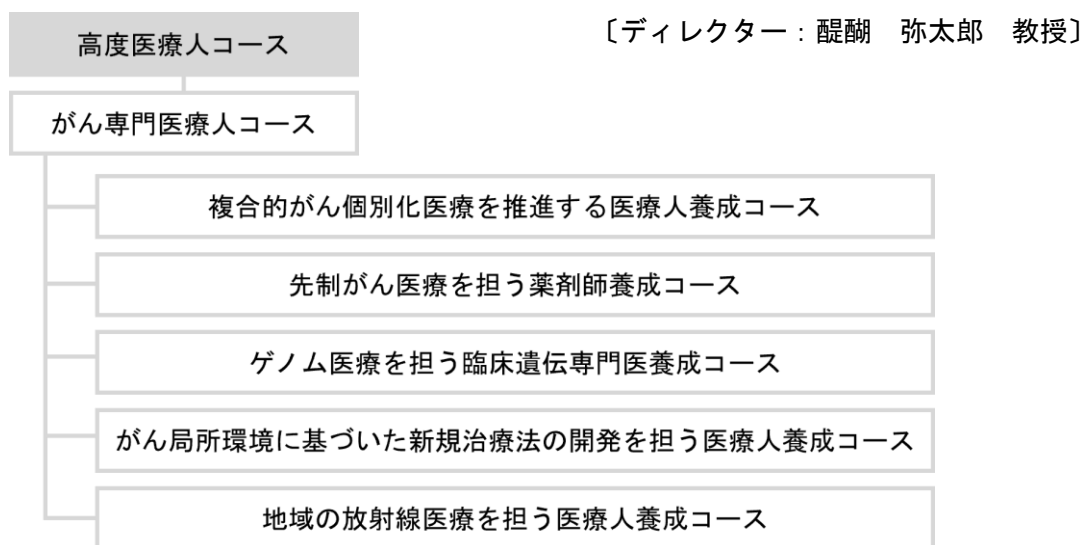 高度医療人コース
〔ディレクター：醍醐　弥太郎　教授〕
がん専門医療人コース
複合的がん個別化医療を推進する医療人養成コース
先制がん医療を担う薬剤師養成コース
ゲノム医療を担う臨床遺伝専門医養成コース
がん局所環境に基づいた新規治療法の開発を担う医療人養成コース
地域の放射線医療を担う医療人養成コース